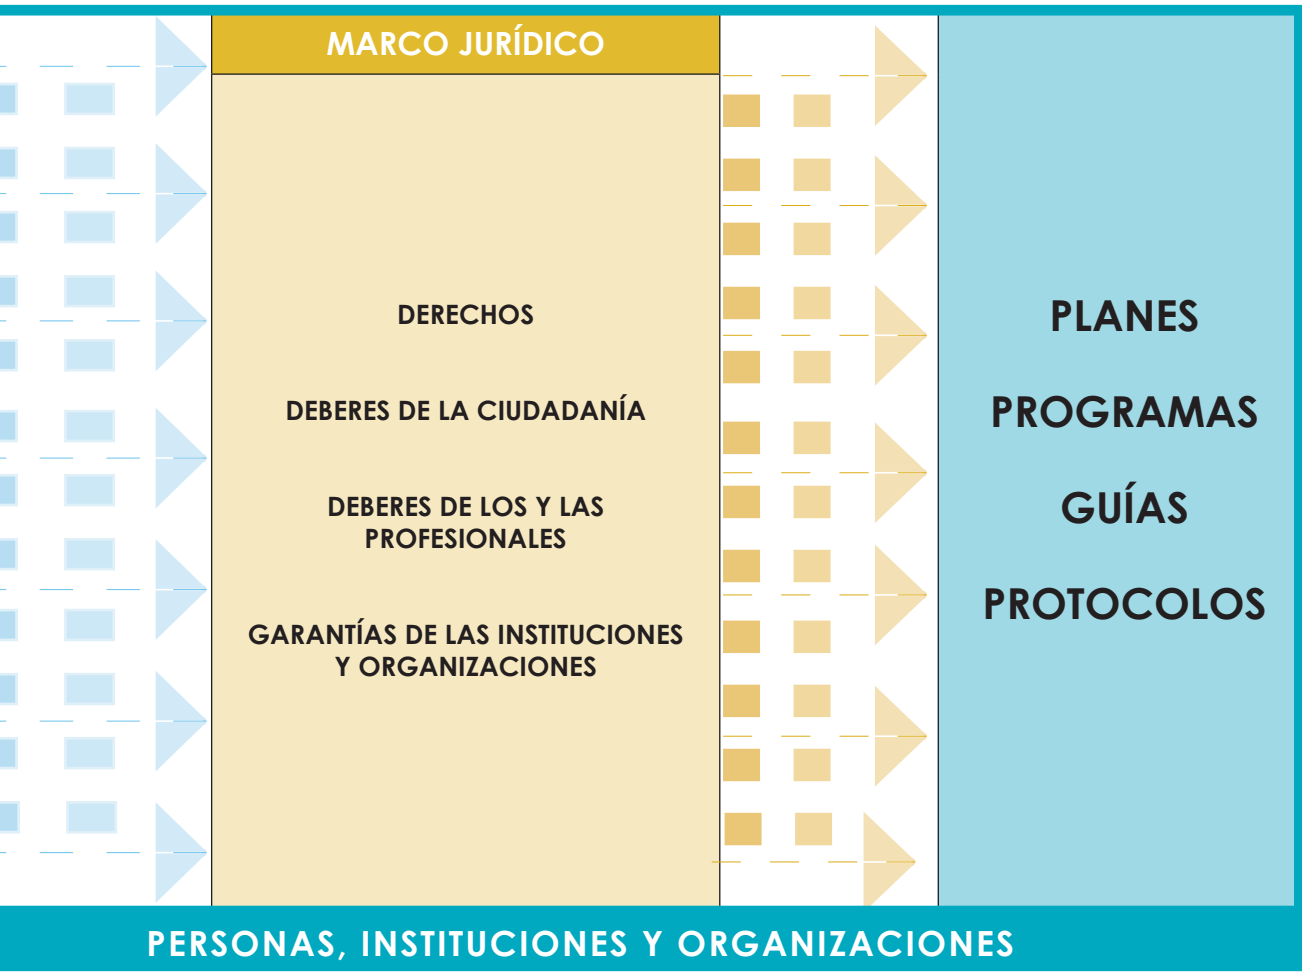 MARCO JURÍDICO
DERECHOS
DEBERES DE LA CIUDADANÍA
DEBERES DE LOS Y LAS
PROFESIONALES
GARANTÍAS DE LAS INSTITUCIONES
Y ORGANIZACIONES
PLANES
PROGRAMAS
GUÍAS
PROTOCOLOS
PERSONAS, INSTITUCIONES Y ORGANIZACIONES